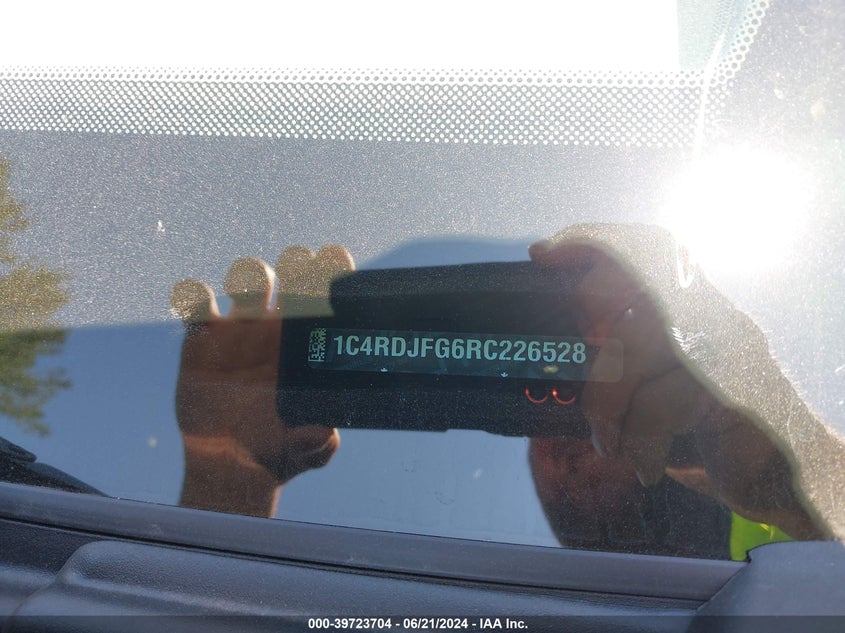 1C4RDJFG6RC226528
000-39723704 - 06/21/2024 - IAA Inc.